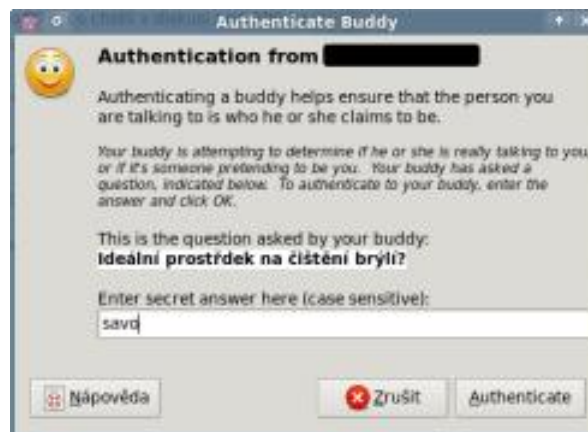 Authenticate Buddy
Authentication from
Authenticating a buddy helps ensure that the person you
are talking to is who he or she claims to be.
Your buddy is attempting to determine if he or she is really talking to you
or if it's someone pretending to be you. Your buddy has asked a
question, indicated below. To authenticate to your buddy, enter the
answer and click OK.
This is the question asked by your buddy:
Ideální prostřdek na čištění brýlí?
Enter secret answer here (case sensitive):
savo
Nápověda
Zrušit
Authenticate